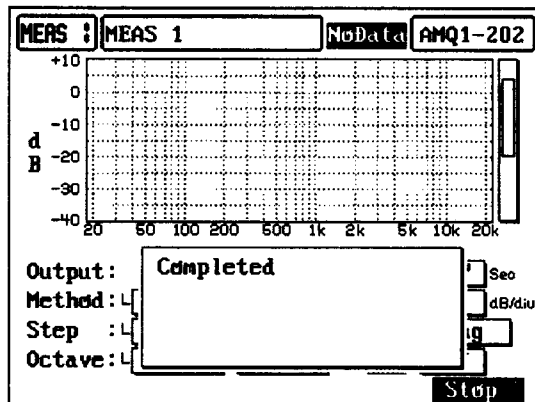 MEAS : MEAS 1 NoData AMQ1-202
+10
0
-10
-20
-30
-40
dB
20 50 100 200 500 1k 2k 5k 10k 20k
Completed
Output: Sec
Method: dB/div
Step :
Octave:
Stop